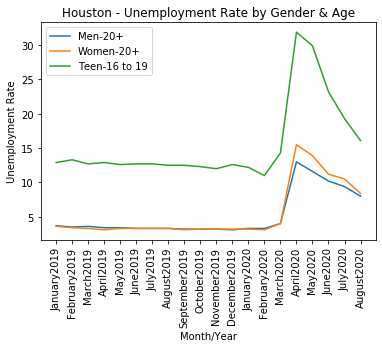 Houston - Unemployment Rate by Gender & Age
Men-20+
Women-20+
Teen-16 to 19
Unemployment Rate
30
25
20
15
10
5
January2019
February2019
March2019
April2019
May2019
June2019
July2019
August2019
September2019
October2019
November2019
December2019
January2020
February2020
March2020
April2020
May2020
June2020
July2020
August2020
Month/Year